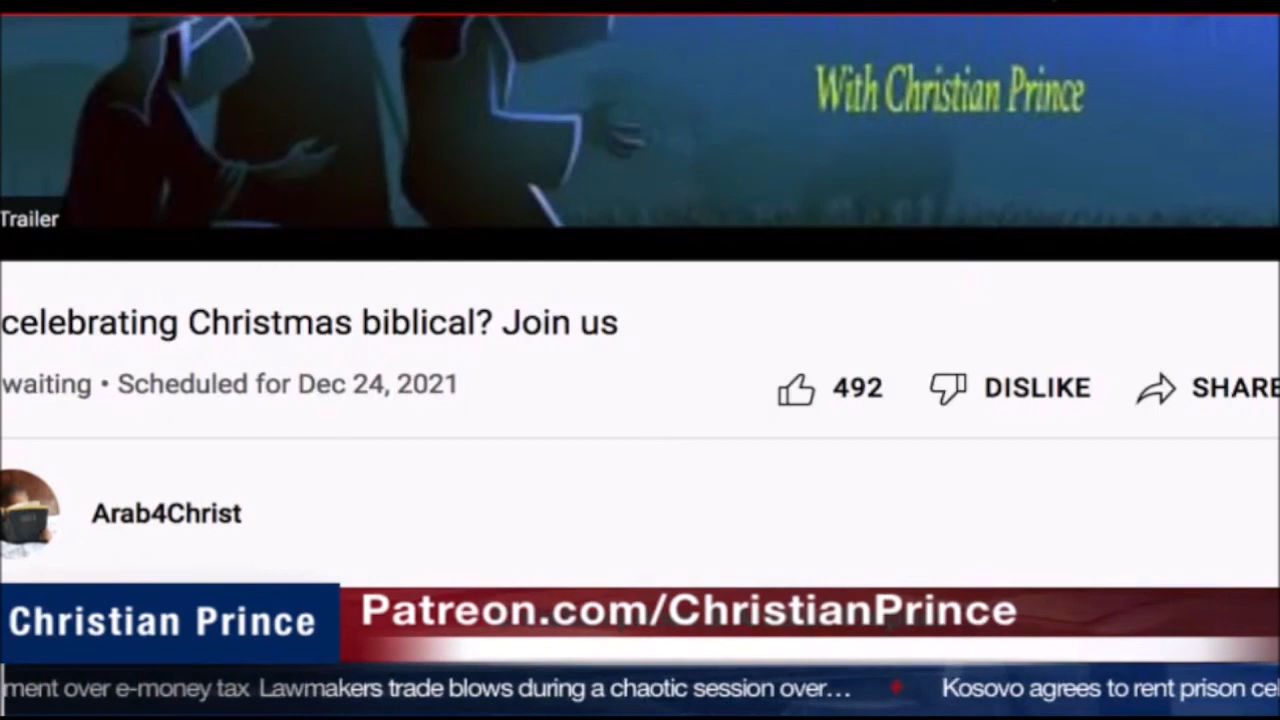 With Christian Prince
Trailer
celebrating Christmas biblical? Join us
waiting • Scheduled for Dec 24, 2021
492 DISLIKE SHARE
Arab4Christ
Christian Prince
Patreon.com/ChristianPrince
ment over e-money tax Lawmakers trade blows during a chaotic session over... Kosovo agrees to rent prison cel